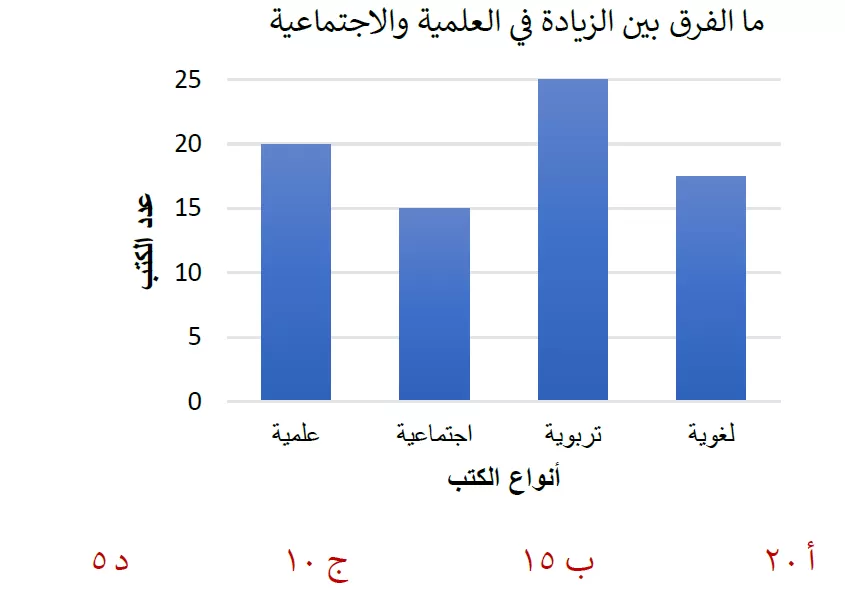 ما الفرق بين الزيادة في العلمية والاجتماعية
25
20
15
10
5
0
عدد الكتب
علمية اجتماعية تربوية لغوية
أنواع الكتب
أ ٢٠ ب ١٥ ج ١٠ د ٥